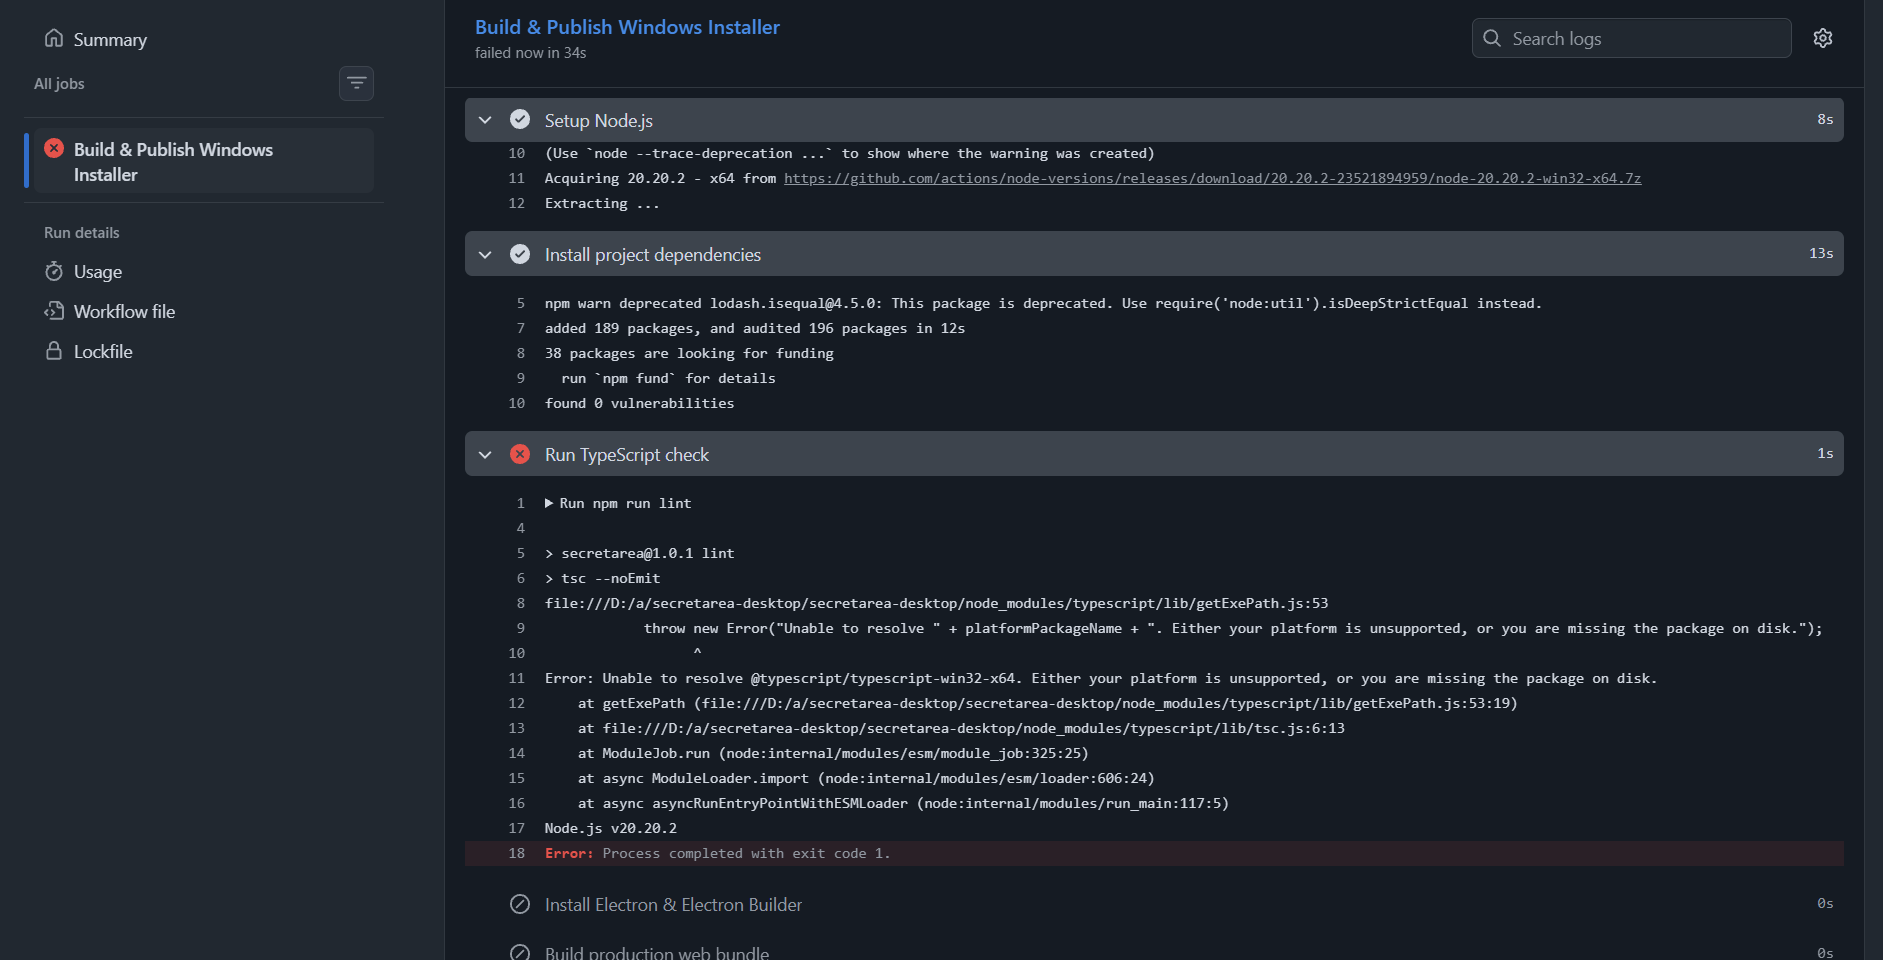 Summary
All jobs
Build & Publish Windows
Installer
Run details
Usage
Workflow file
Lockfile
Build & Publish Windows Installer
failed now in 34s
Search logs
Setup Node.js 8s
10 (Use `node --trace-deprecation ...` to show where the warning was created)
11 Acquiring 20.20.2 - x64 from https://github.com/actions/node-versions/releases/download/20.20.2-23521894959/node-20.20.2-win32-x64.7z
12 Extracting ...
Install project dependencies 13s
5 npm warn deprecated lodash.isequal@4.5.0: This package is deprecated. Use require('node:util').isDeepStrictEqual instead.
7 added 189 packages, and audited 196 packages in 12s
8 38 packages are looking for funding
9 run `npm fund` for details
10 found 0 vulnerabilities
Run TypeScript check 1s
1 Run npm run lint
4
5 > secretarea@1.0.1 lint
6 > tsc --noEmit
8 file:///D:/a/secretarea-desktop/secretarea-desktop/node_modules/typescript/lib/getExePath.js:53
9 throw new Error("Unable to resolve " + platformPackageName + ". Either your platform is unsupported, or you are missing the package on disk.");
10 ^
11 Error: Unable to resolve @typescript/typescript-win32-x64. Either your platform is unsupported, or you are missing the package on disk.
12 at getExePath (file:///D:/a/secretarea-desktop/secretarea-desktop/node_modules/typescript/lib/getExePath.js:53:19)
13 at file:///D:/a/secretarea-desktop/secretarea-desktop/node_modules/typescript/lib/tsc.js:6:13
14 at ModuleJob.run (node:internal/modules/esm/module_job:325:25)
15 at async ModuleLoader.import (node:internal/modules/esm/loader:606:24)
16 at async asyncRunEntryPointWithESMLoader (node:internal/modules/run_main:117:5)
17 Node.js v20.20.2
18 Error: Process completed with exit code 1.
Install Electron & Electron Builder 0s
Build production web bundle 0s